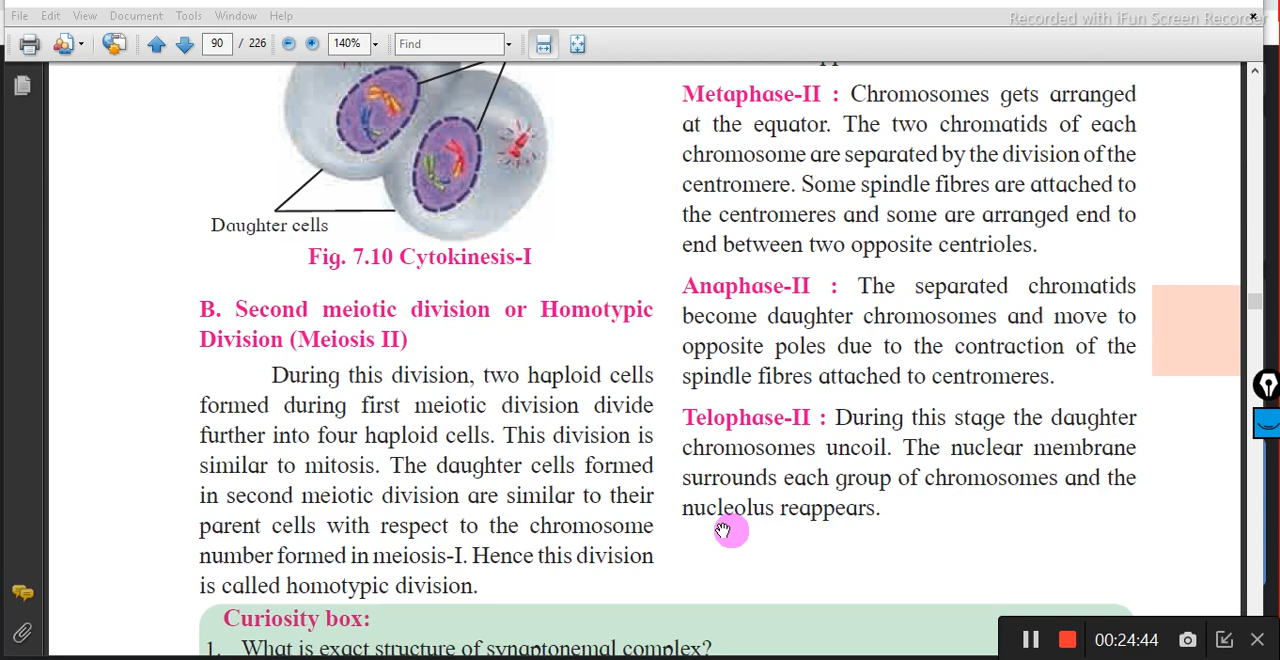 File Edit View Document Tools Window Help
Recorded with iFun Screen Recorder
90 / 226 140% Find
Daughter cells
Fig. 7.10 Cytokinesis-I
B. Second meiotic division or Homotypic
Division (Meiosis II)
During this division, two haploid cells
formed during first meiotic division divide
further into four haploid cells. This division is
similar to mitosis. The daughter cells formed
in second meiotic division are similar to their
parent cells with respect to the chromosome
number formed in meiosis-I. Hence this division
is called homotypic division.
Metaphase-II : Chromosomes gets arranged
at the equator. The two chromatids of each
chromosome are separated by the division of the
centromere. Some spindle fibres are attached to
the centromeres and some are arranged end to
end between two opposite centrioles.
Anaphase-II : The separated chromatids
become daughter chromosomes and move to
opposite poles due to the contraction of the
spindle fibres attached to centromeres.
Telophase-II : During this stage the daughter
chromosomes uncoil. The nuclear membrane
surrounds each group of chromosomes and the
nucleolus reappears.
Curiosity box:
1. What is exact structure of synaptonemal complex?
00:24:44